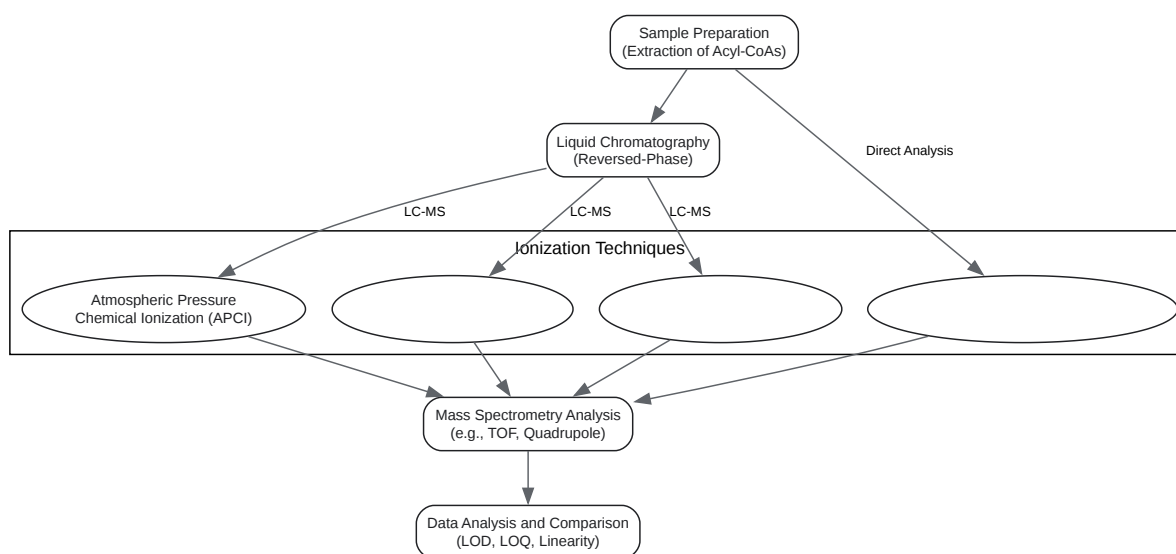 Sample Preparation
(Extraction of Acyl-CoAs)
Liquid Chromatography
(Reversed-Phase)
Direct Analysis
LC-MS
LC-MS
LC-MS
Ionization Techniques
Atmospheric Pressure
Chemical Ionization (APCI)
Mass Spectrometry Analysis
(e.g., TOF, Quadrupole)
Data Analysis and Comparison
(LOD, LOQ, Linearity)